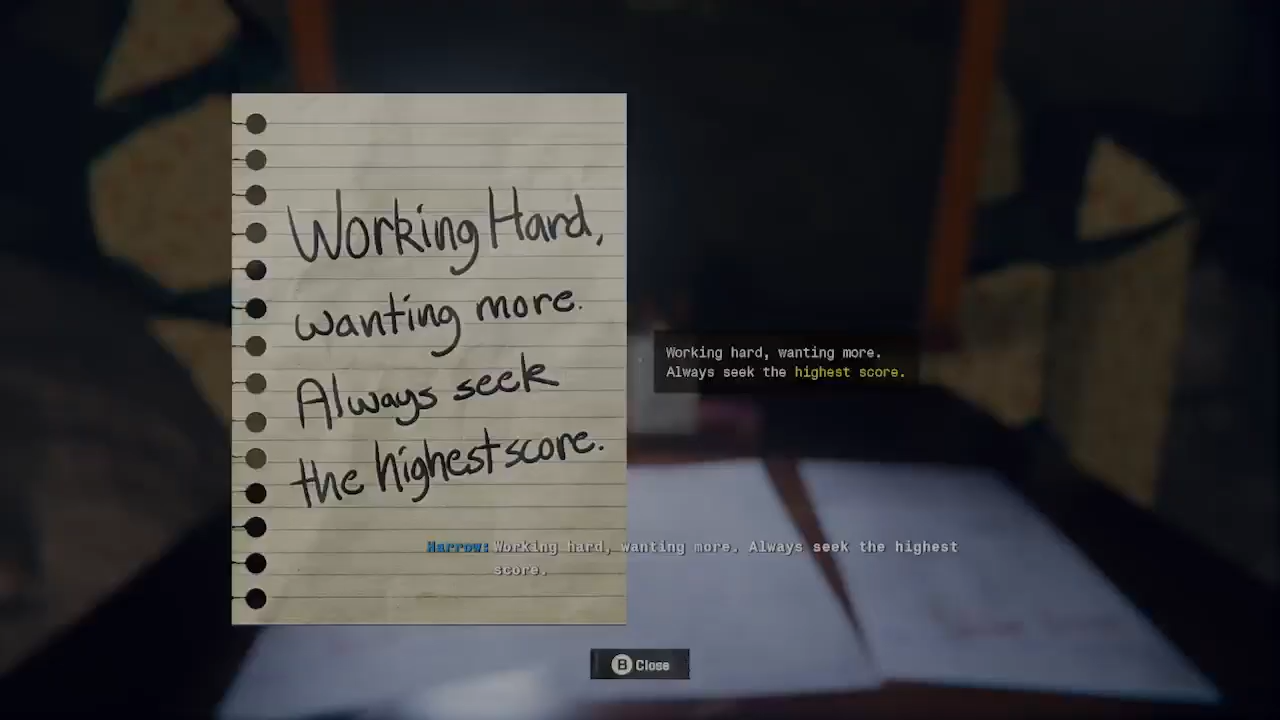 Working Hard,
wanting more.
Always seek
the highest score.
Working hard, wanting more.
Always seek the highest score.
Harrow: Working hard, wanting more. Always seek the highest
score.
B Close